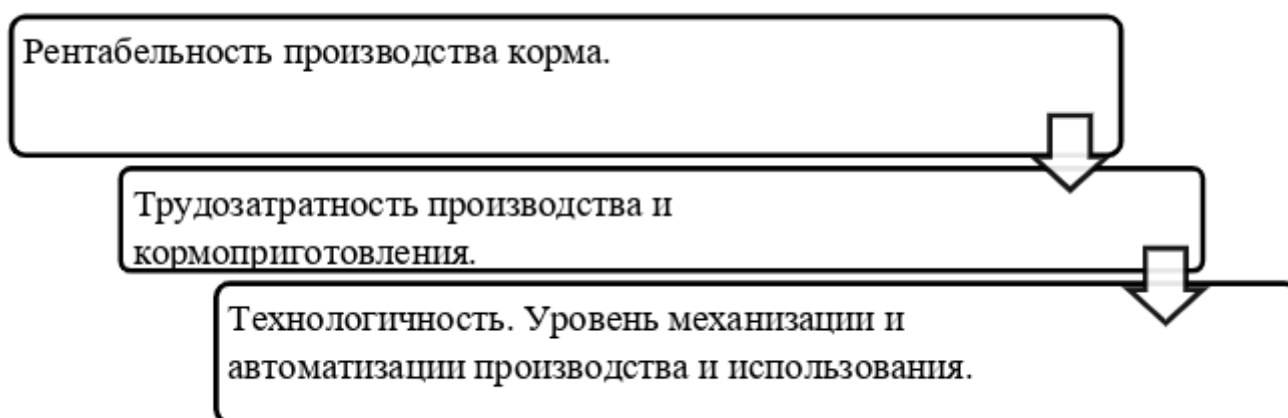 Рентабельность производства корма.
Трудозатратность производства и
кормоприготовления.
Технологичность. Уровень механизации и
автоматизации производства и использования.